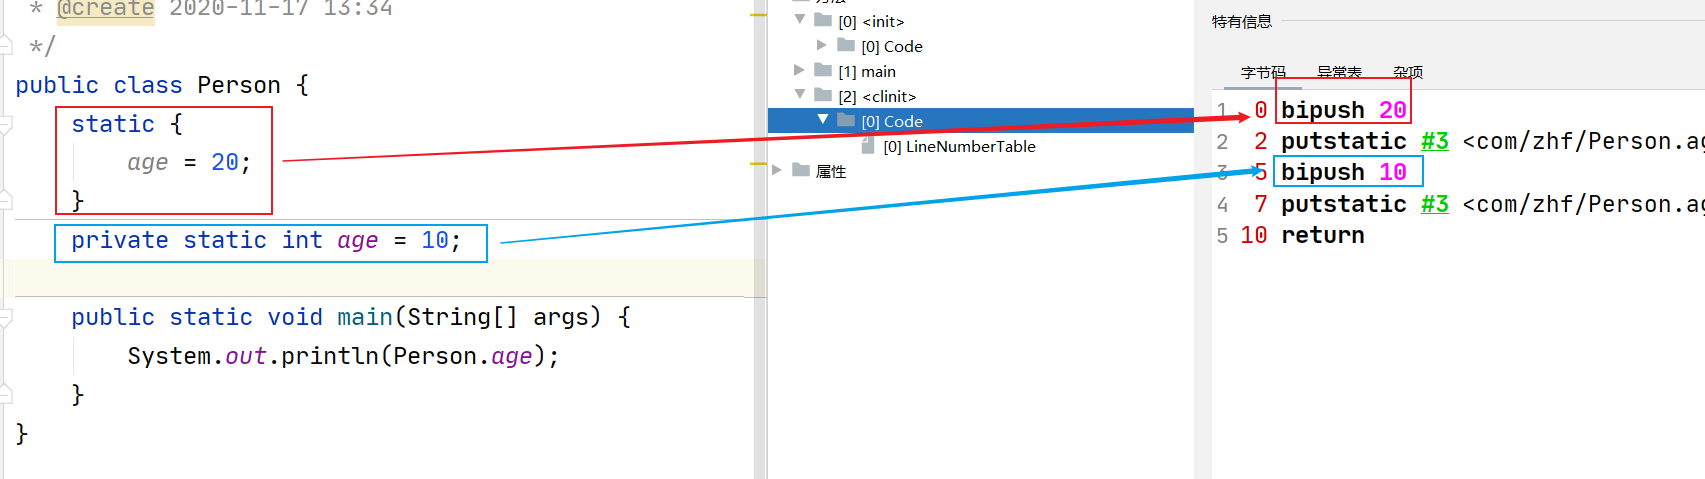 * @create 2020-11-17 13:34
*/
public class Person {
static {
age = 20;
}
private static int age = 10;
public static void main(String[] args) {
System.out.println(Person.age);
}
}
[0] <init>
[0] Code
[1] main
[2] <clinit>
[0] Code
[0] LineNumberTable
属性
特有信息
字节码 异常表 杂项
1 0 bipush 20
2 2 putstatic #3 <com/zhf/Person.ag
3 5 bipush 10
4 7 putstatic #3 <com/zhf/Person.ag
5 10 return